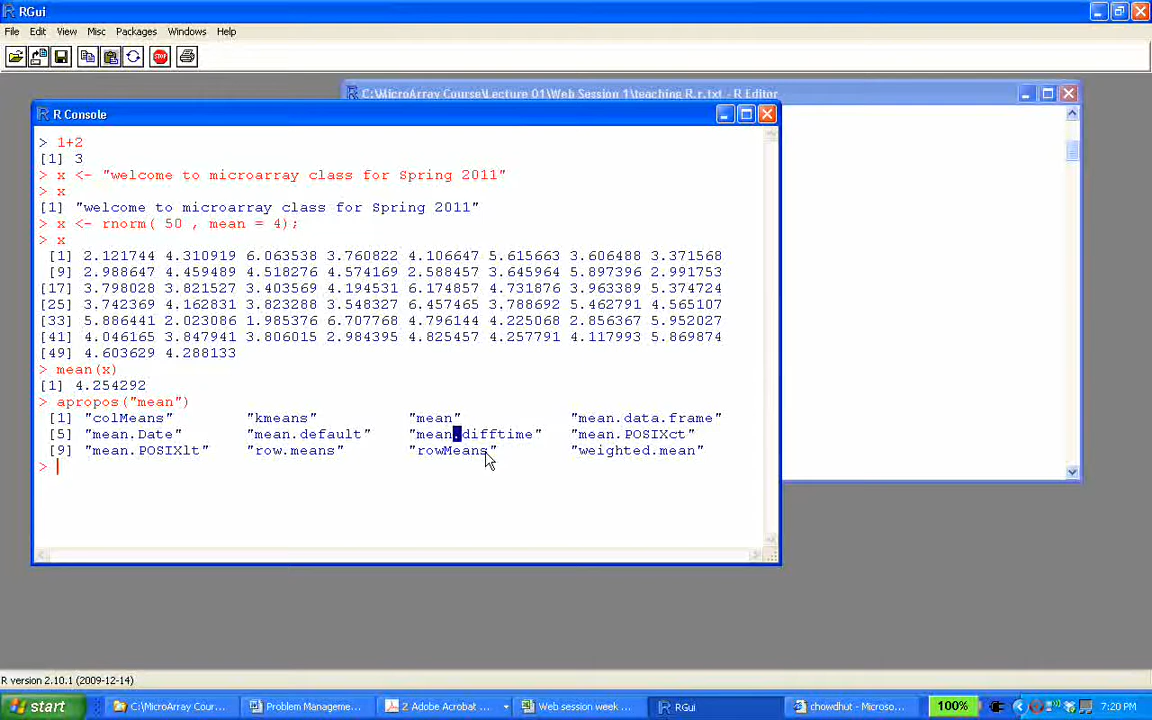 RGui
File Edit View Misc Packages Windows Help
STOP
C:\MicroArray Course\Lecture 01\Web Session 1\teaching R.r.txt - R Editor
R Console
> 1+2
[1] 3
> x <- "welcome to microarray class for Spring 2011"
> x
[1] "welcome to microarray class for Spring 2011"
> x <- rnorm( 50 , mean = 4);
> x
[1] 2.121744 4.310919 6.063538 3.760822 4.106647 5.615663 3.606488 3.371568
[9] 2.988647 4.459489 4.518276 4.574169 2.588457 3.645964 5.897396 2.991753
[17] 3.798028 3.821527 3.403569 4.194531 6.174857 4.731876 3.963389 5.374724
[25] 3.742369 4.162831 3.823288 3.548327 6.457465 3.788692 5.462791 4.565107
[33] 5.886441 2.023086 1.985376 6.707768 4.796144 4.225068 2.856367 5.952027
[41] 4.046165 3.847941 3.806015 2.984395 4.825457 4.257791 4.117993 5.869874
[49] 4.603629 4.288133
> mean(x)
[1] 4.254292
> apropos("mean")
[1] "colMeans" "kmeans" "mean" "mean.data.frame"
[5] "mean.Date" "mean.default" "mean.difftime" "mean.POSIXct"
[9] "mean.POSIXlt" "row.means" "rowMeans" "weighted.mean"
>
R version 2.10.1 (2009-12-14)
start C:\MicroArray Cour... Problem Manageme... 2 Adobe Acrobat ... Web session week ... RGui chowdhut - Microso... 100% 7:20 PM